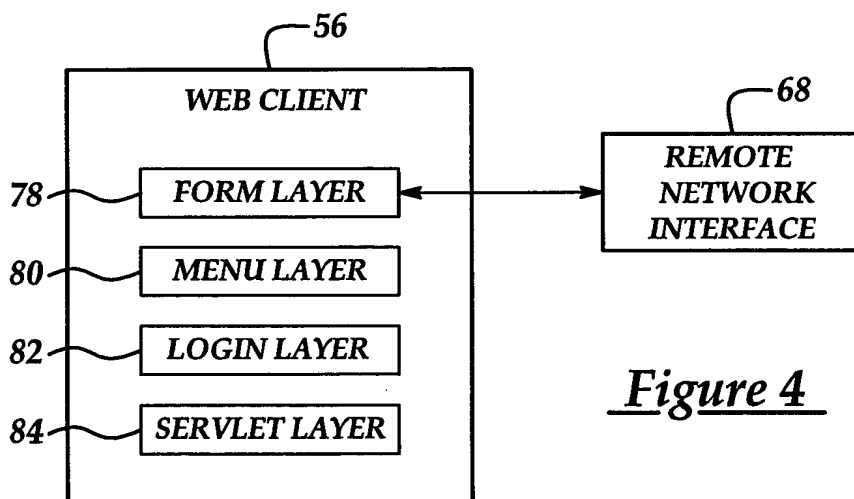 56
WEB CLIENT
68
REMOTE
NETWORK
INTERFACE
78
FORM LAYER
80
MENU LAYER
82
LOGIN LAYER
84
SERVLET LAYER
Figure 4